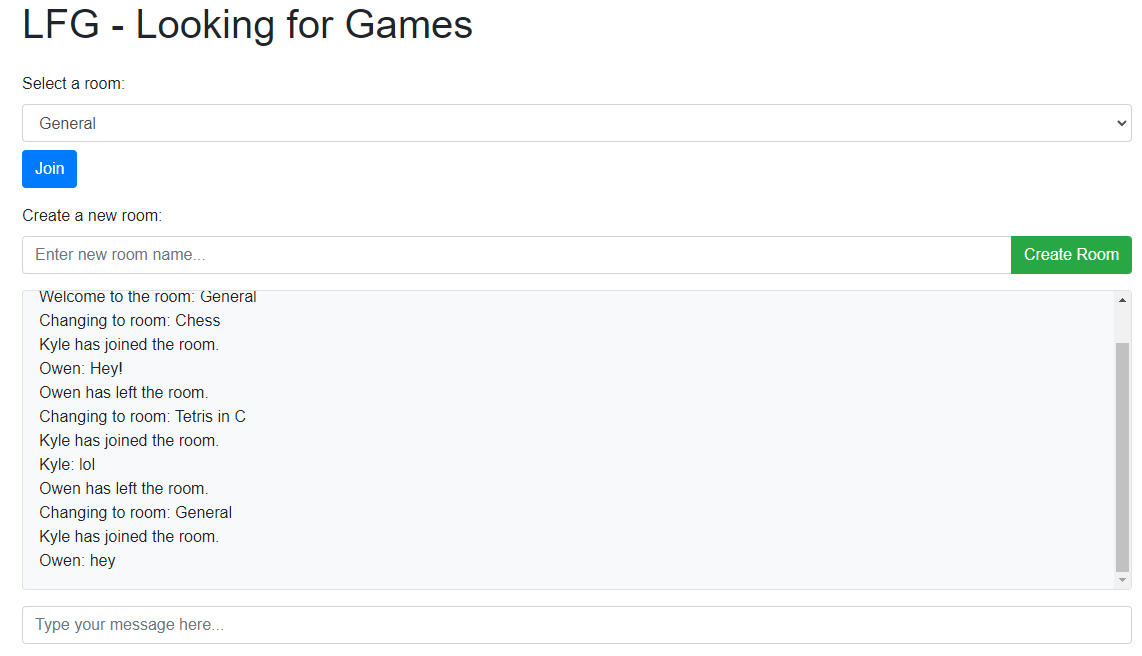 LFG - Looking for Games
Select a room:
General
Join
Create a new room:
Enter new room name...
Create Room
Welcome to the room: General
Changing to room: Chess
Kyle has joined the room.
Owen: Hey!
Owen has left the room.
Changing to room: Tetris in C
Kyle has joined the room.
Kyle: lol
Owen has left the room.
Changing to room: General
Kyle has joined the room.
Owen: hey
Type your message here...